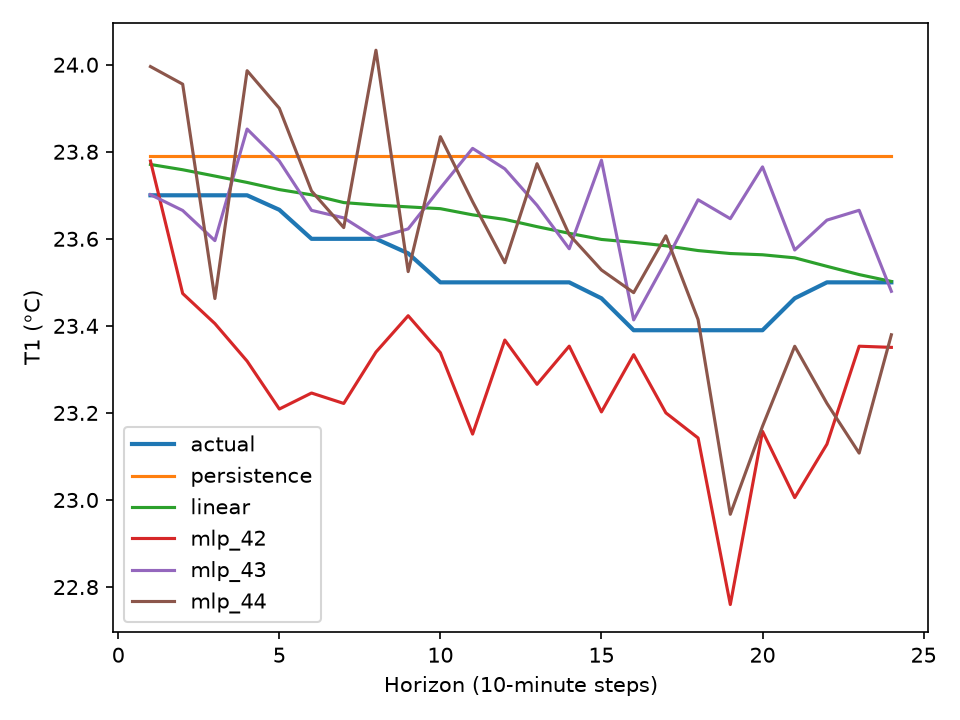 24.0
23.8
23.6
23.4
23.2
23.0
22.8
T1 (°C)
actual
persistence
linear
mlp_42
mlp_43
mlp_44
0 5 10 15 20 25
Horizon (10-minute steps)